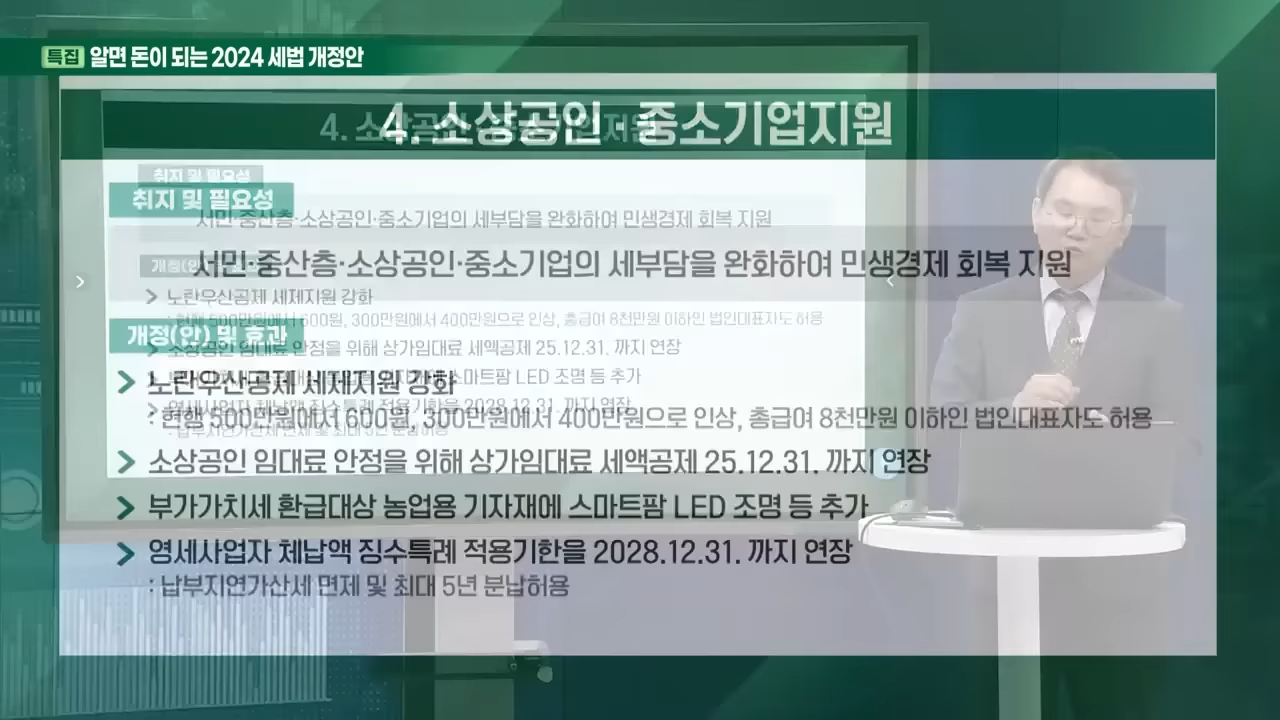 특집 알면 돈이 되는 2024 세법 개정안
4. 소상공인·중소기업지원
취지 및 필요성
서민·중산층·소상공인·중소기업의 세부담을 완화하여 민생경제 회복 지원
개정(안) 및 효과
노란우산공제 세제지원 강화
: 현행 500만원에서 600원, 300만원에서 400만원으로 인상, 총급여 8천만원 이하인 법인대표자도 허용
소상공인 임대료 안정을 위해 상가임대료 세액공제 25.12.31. 까지 연장
부가가치세 환급대상 농업용 기자재에 스마트팜 LED 조명 등 추가
영세사업자 체납액 징수특례 적용기한을 2028.12.31. 까지 연장
: 납부지연가산세 면제 및 최대 5년 분납허용